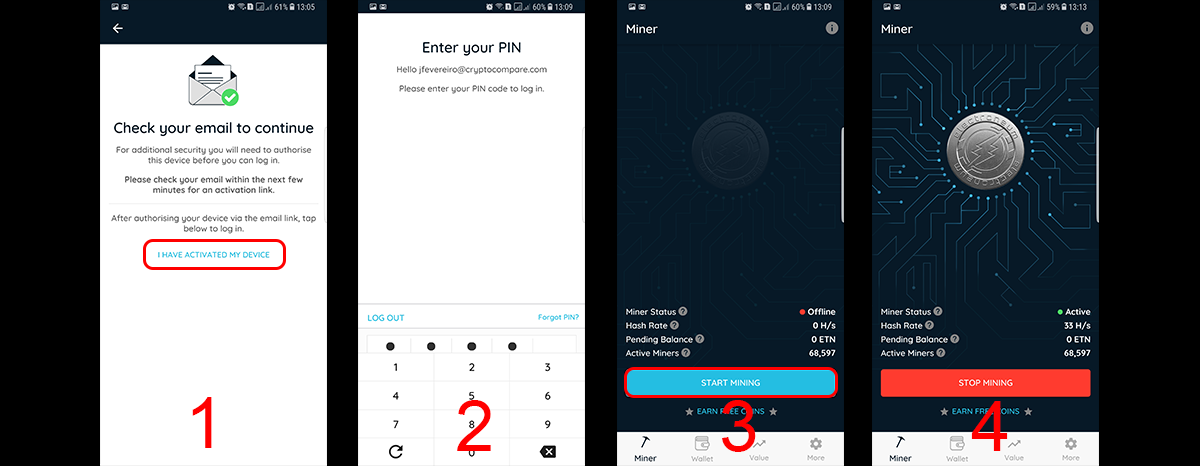 61% 13:05
Check your email to continue
For additional security you will need to authorise
this device before you can log in.
Please check your email within the next few
minutes for an activation link.
After authorising your device via the email link, tap
below to log in.
I HAVE ACTIVATED MY DEVICE
1
60% 13:09
Enter your PIN
Hello jfevereiro@cryptocompare.com
Please enter your PIN code to log in.
LOG OUT
Forgot PIN?
1 2 3
4 5 6
7 8 9
0
2
60% 13:09
Miner
electroneum
Miner Status ? Offline
Hash Rate ? 0 H/s
Pending Balance ? 0 ETN
Active Miners ? 68,597
START MINING
EARN FREE COINS
Miner Wallet Value More
3
59% 13:13
Miner
electroneum
electroneum
Miner Status ? Active
Hash Rate ? 33 H/s
Pending Balance ? 0 ETN
Active Miners ? 68,597
STOP MINING
EARN FREE COINS
Miner Wallet Value More
4